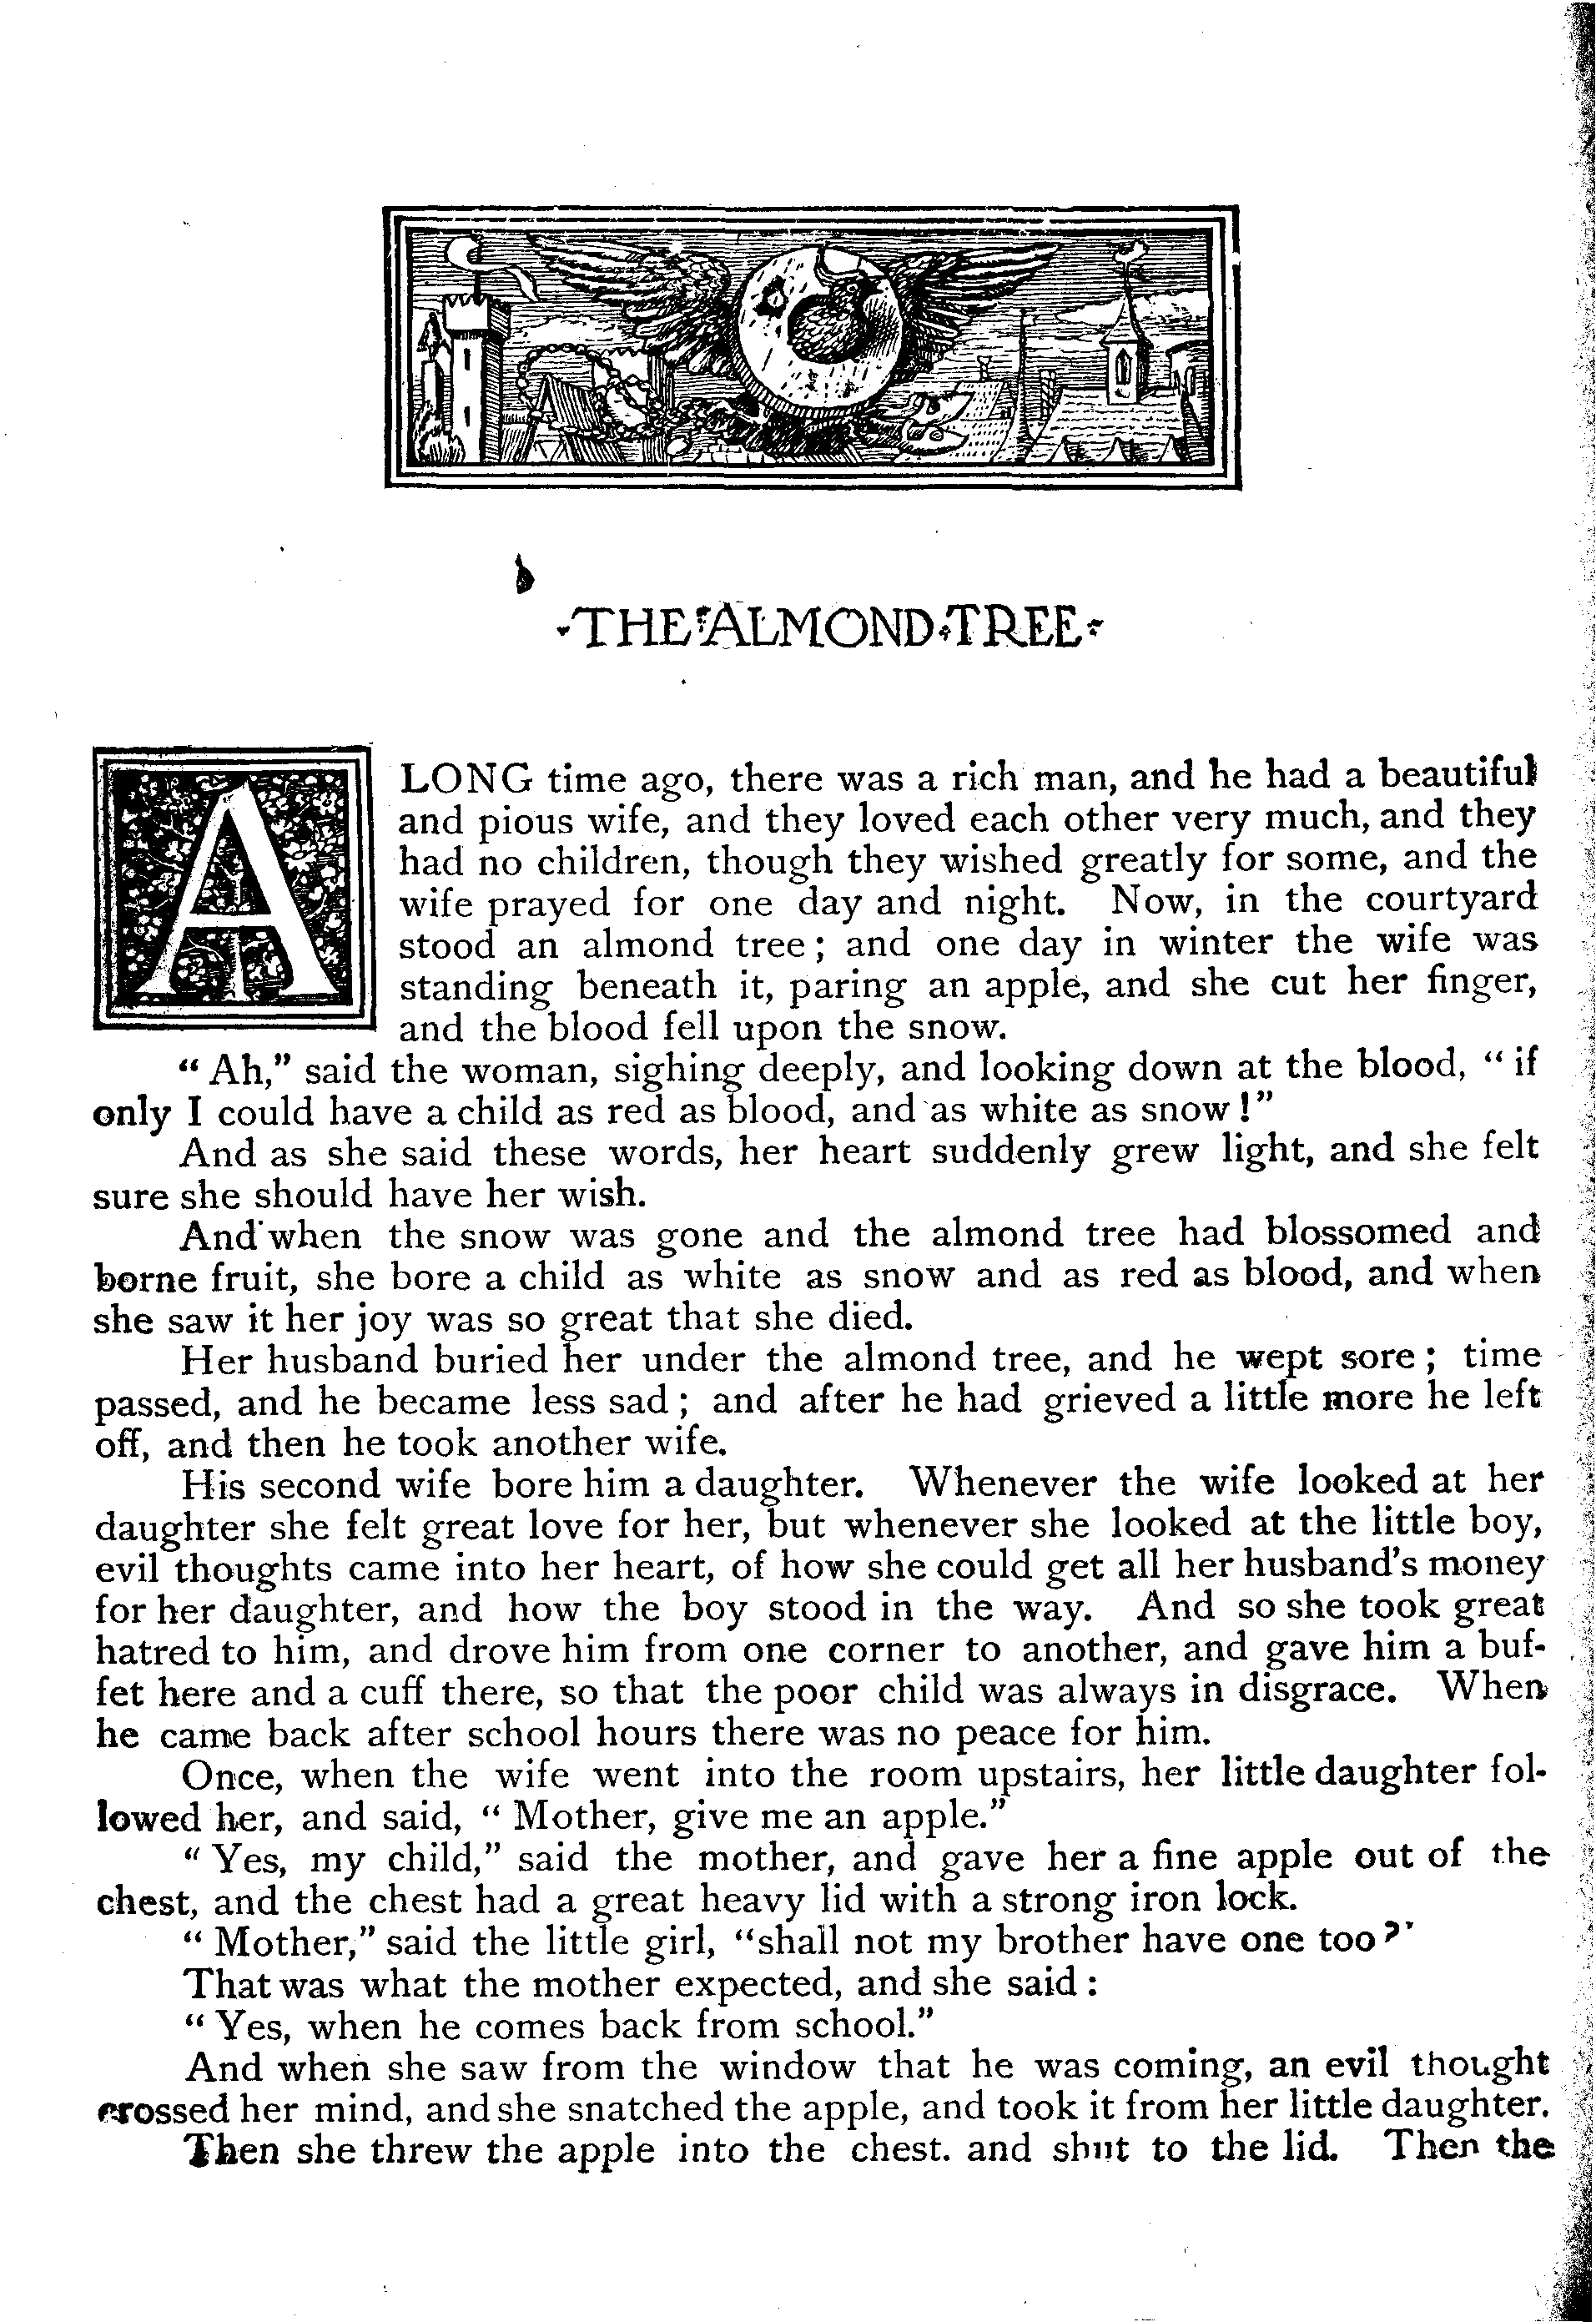 THE ALMOND TREE
A LONG time ago, there was a rich man, and he had a beautiful
and pious wife, and they loved each other very much, and they
had no children, though they wished greatly for some, and the
wife prayed for one day and night. Now, in the courtyard
stood an almond tree; and one day in winter the wife was
standing beneath it, paring an apple, and she cut her finger,
and the blood fell upon the snow.
"Ah," said the woman, sighing deeply, and looking down at the blood, "if
only I could have a child as red as blood, and as white as snow!"
And as she said these words, her heart suddenly grew light, and she felt
sure she should have her wish.
And when the snow was gone and the almond tree had blossomed and
borne fruit, she bore a child as white as snow and as red as blood, and when
she saw it her joy was so great that she died.
Her husband buried her under the almond tree, and he wept sore; time
passed, and he became less sad; and after he had grieved a little more he left
off, and then he took another wife.
His second wife bore him a daughter. Whenever the wife looked at her
daughter she felt great love for her, but whenever she looked at the little boy,
evil thoughts came into her heart, of how she could get all her husband's money
for her daughter, and how the boy stood in the way. And so she took great
hatred to him, and drove him from one corner to another, and gave him a buf-
fet here and a cuff there, so that the poor child was always in disgrace. When
he came back after school hours there was no peace for him.
Once, when the wife went into the room upstairs, her little daughter fol-
lowed her, and said, "Mother, give me an apple."
"Yes, my child," said the mother, and gave her a fine apple out of the
chest, and the chest had a great heavy lid with a strong iron lock.
"Mother," said the little girl, "shall not my brother have one too?"
That was what the mother expected, and she said:
"Yes, when he comes back from school."
And when she saw from the window that he was coming, an evil thought
crossed her mind, and she snatched the apple, and took it from her little daughter.
Then she threw the apple into the chest. and shut to the lid. Then the